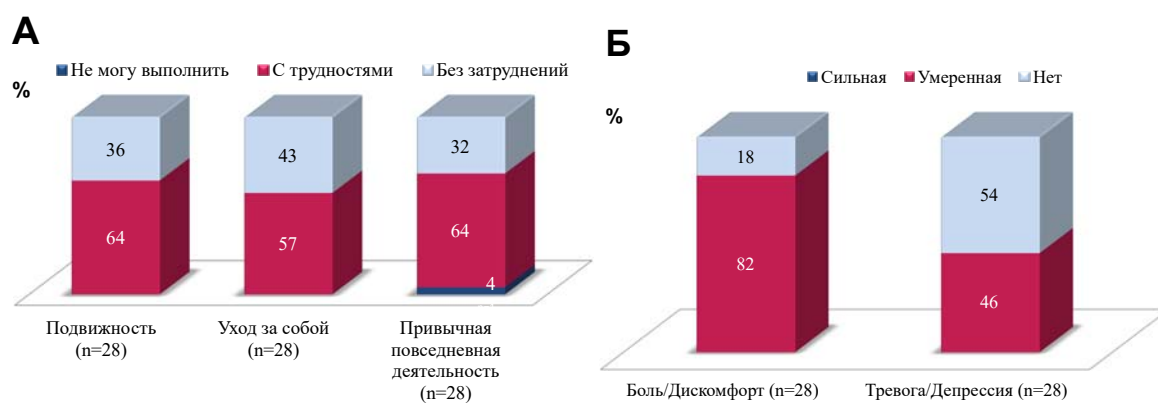 А
Не могу выполнить С трудностями Без затруднений
%
36
43
32
64
57
64
4
Подвижность
(n=28)
Уход за собой
(n=28)
Привычная
повседневная
деятельность
(n=28)
Б
Сильная Умеренная Нет
%
18
54
82
46
Боль/Дискомфорт (n=28)
Тревога/Депрессия (n=28)